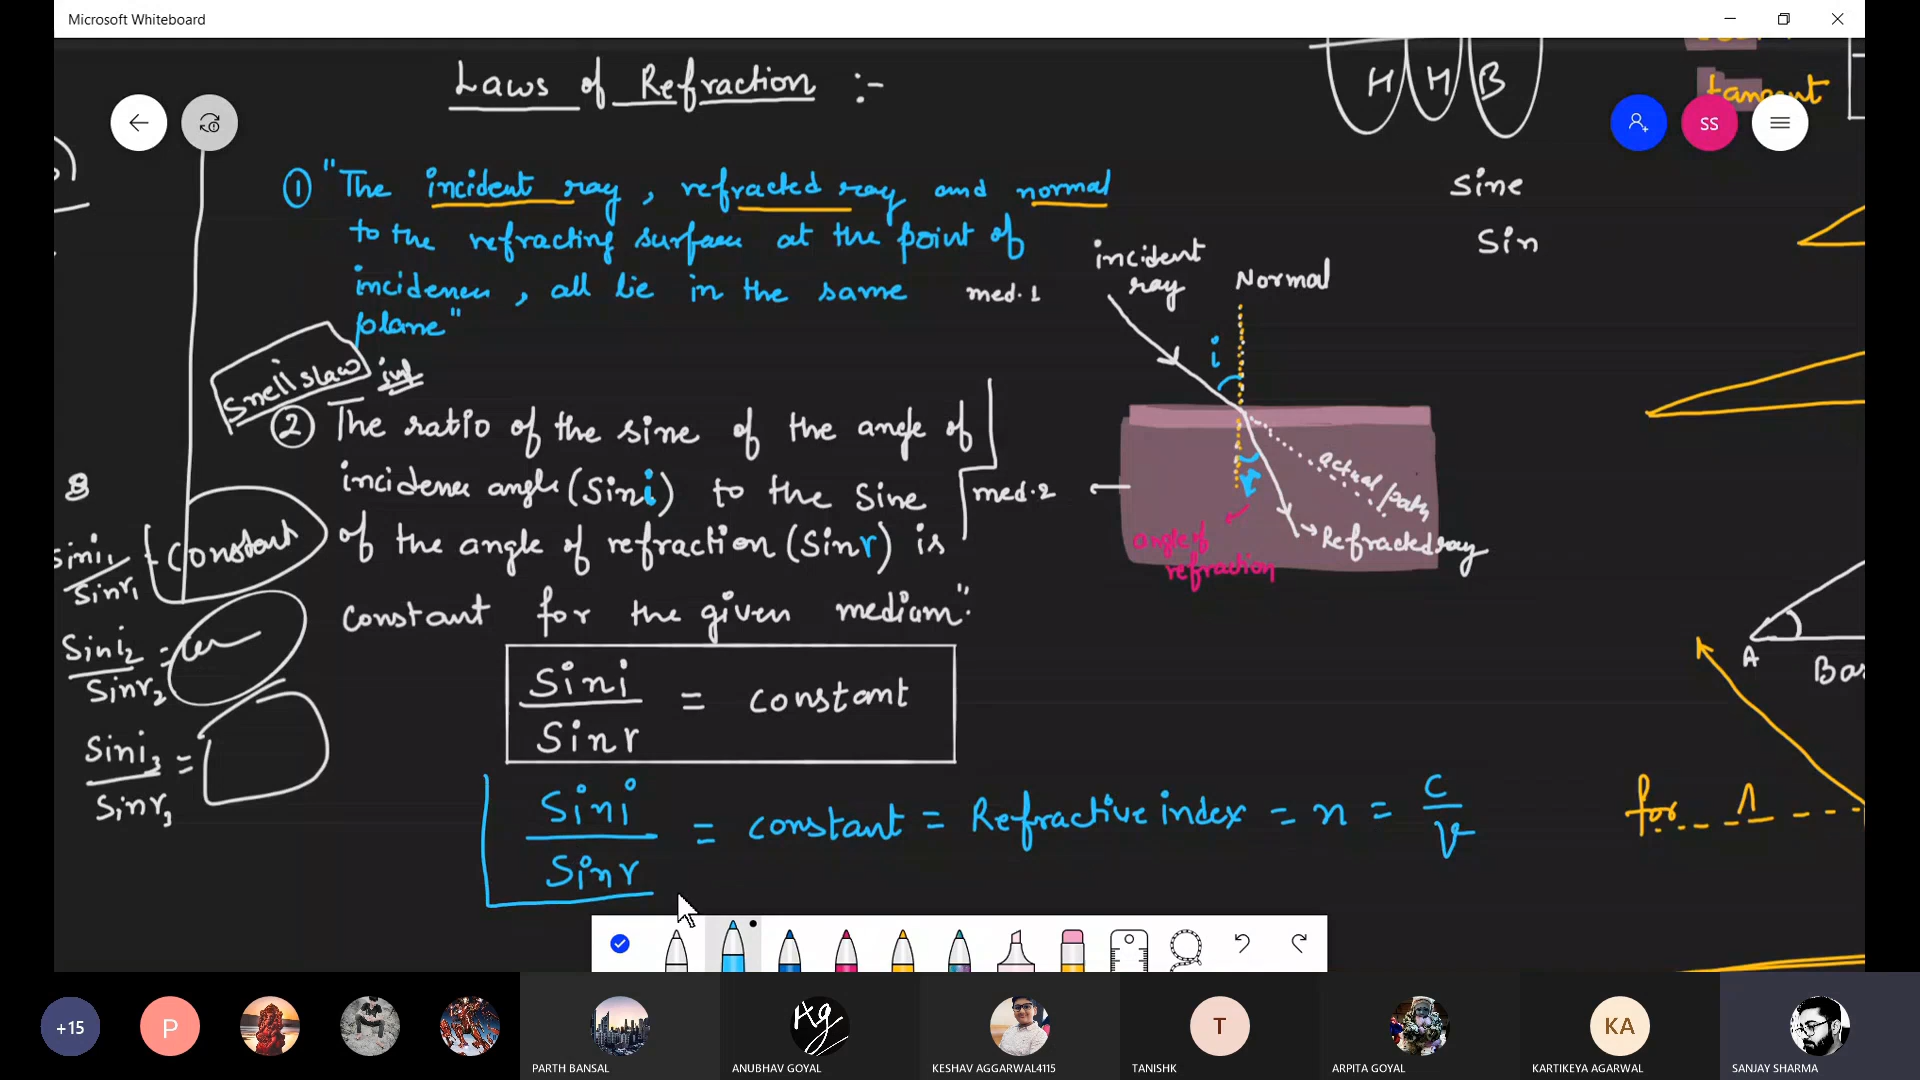 Microsoft Whiteboard
Laws of Refraction :-
H H B
tangent
SS
① "The incident ray, refracted ray and normal
to the refracting surface at the point of
incidence, all lie in the same
plane"
Sine
Sin
med. 1
incident
ray
Normal
i
Snell's law
② The ratio of the sine of the angle of
incidence angle (Sin i) to the Sine
of the angle of refraction (Sin r) is
constant for the given medium".
med. 2
actual path
r
angle of
refraction
Refracted ray
Sin i₁
Sin r₁
= Constant
Sin i₂
Sin r₂
=
Sin i₃
Sin r₃
=
Sin i
Sin r
= constant
Sin i
Sin r
= constant = Refractive index = n = c
v
A
for
+15
P
T
KA
PARTH BANSAL
ANUBHAV GOYAL
KESHAV AGGARWAL4115
TANISHK
ARPITA GOYAL
KARTIKEYA AGARWAL
SANJAY SHARMA